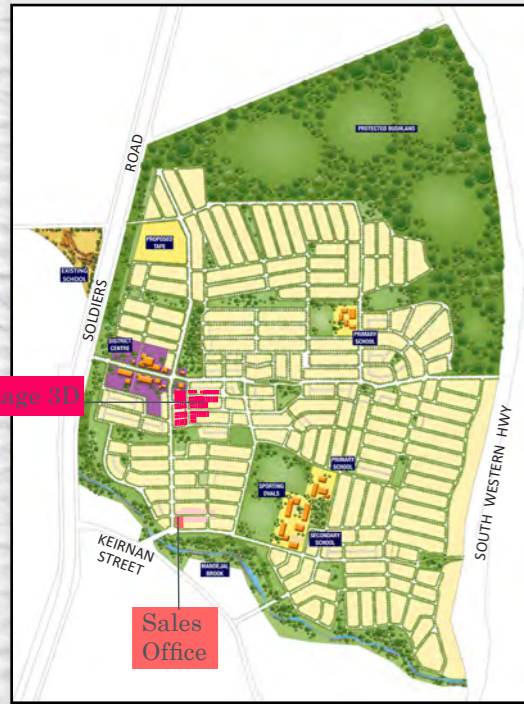 PROTECTED BUSHLAND
ROAD
PROPOSED
TAFE
EXISTING
SCHOOL
SOLDIERS
DISTRICT
CENTRE
PRIMARY
SCHOOL
age 3D
PRIMARY
SCHOOL
SPORTING
OVALS
SECONDARY
SCHOOL
SOUTH WESTERN HWY
KEIRNAN
STREET
MANDEJAL
BROOK
Sales
Office